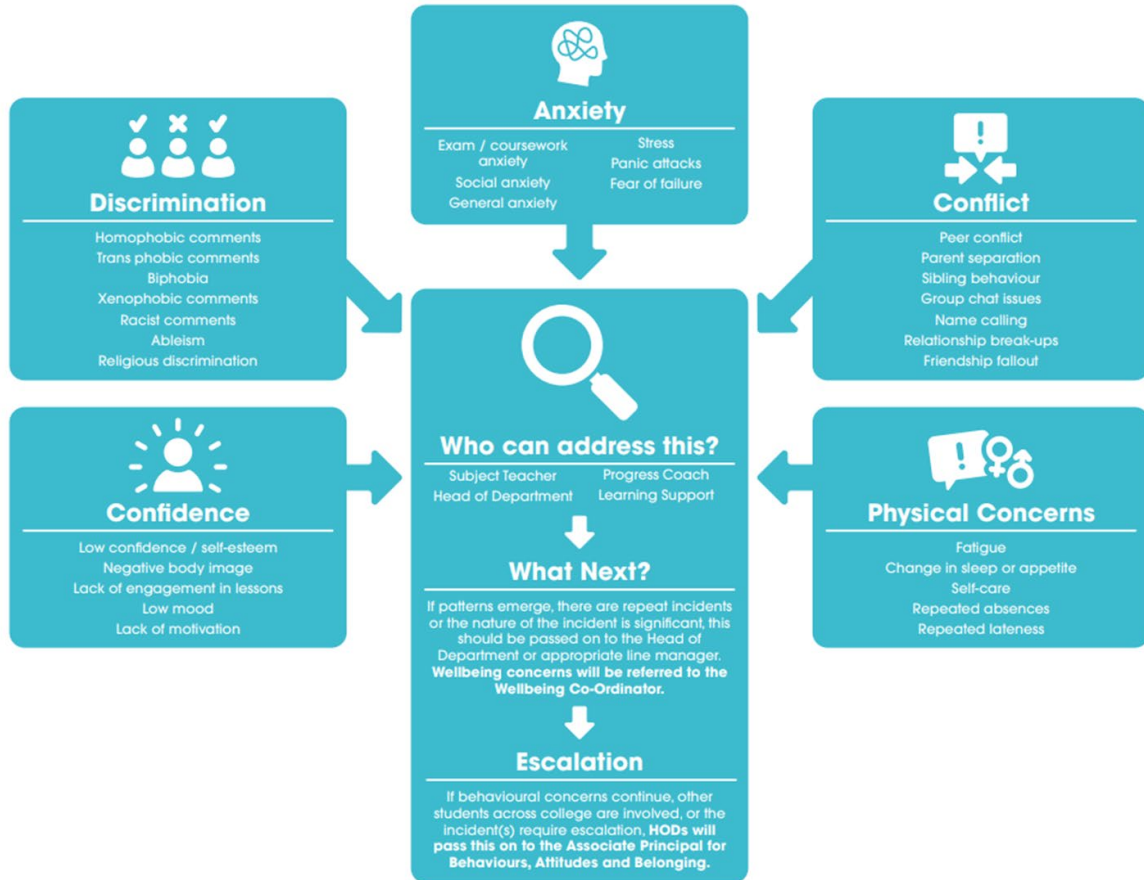 Anxiety
Exam / coursework
anxiety
Social anxiety
General anxiety
Stress
Panic attacks
Fear of failure
Discrimination
Homophobic comments
Trans phobic comments
Biphobia
Xenophobic comments
Racist comments
Ableism
Religious discrimination
!
Conflict
Peer conflict
Parent separation
Sibling behaviour
Group chat issues
Name calling
Relationship break-ups
Friendship fallout
Confidence
Low confidence / self-esteem
Negative body image
Lack of engagement in lessons
Low mood
Lack of motivation
Who can address this?
Subject Teacher
Head of Department
Progress Coach
Learning Support
What Next?
If patterns emerge, there are repeat incidents
or the nature of the incident is significant, this
should be passed on to the Head of
Department or appropriate line manager.
Wellbeing concerns will be referred to the
Wellbeing Co-Ordinator.
Escalation
If behavioural concerns continue, other
students across college are involved, or the
incident(s) require escalation, HODs will
pass this on to the Associate Principal for
Behaviours, Attitudes and Belonging.
!
Physical Concerns
Fatigue
Change in sleep or appetite
Self-care
Repeated absences
Repeated lateness